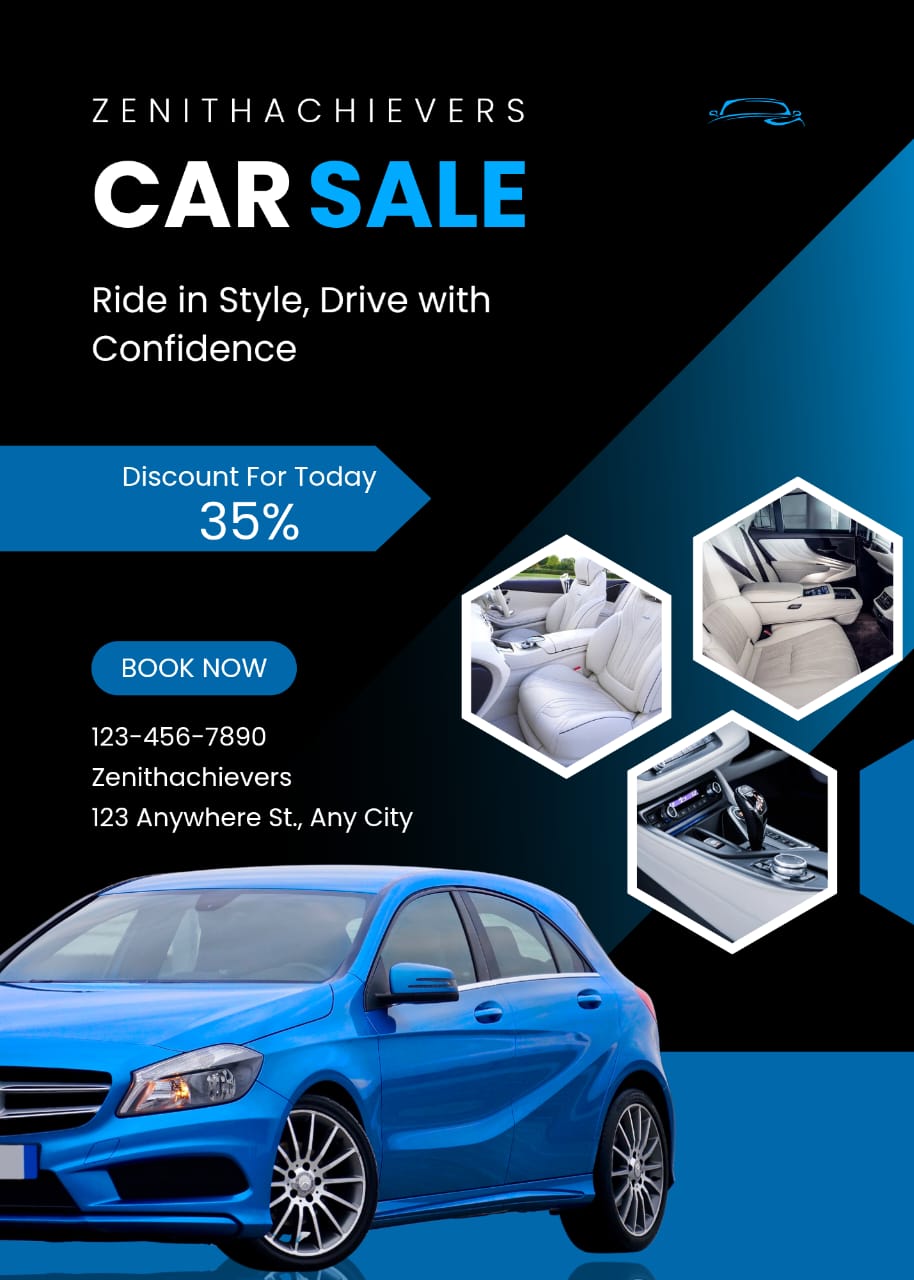 ZENITHACHIEVERS
CAR SALE
Ride in Style, Drive with
Confidence
Discount For Today
35%
BOOK NOW
123-456-7890
Zenithachievers
123 Anywhere St., Any City